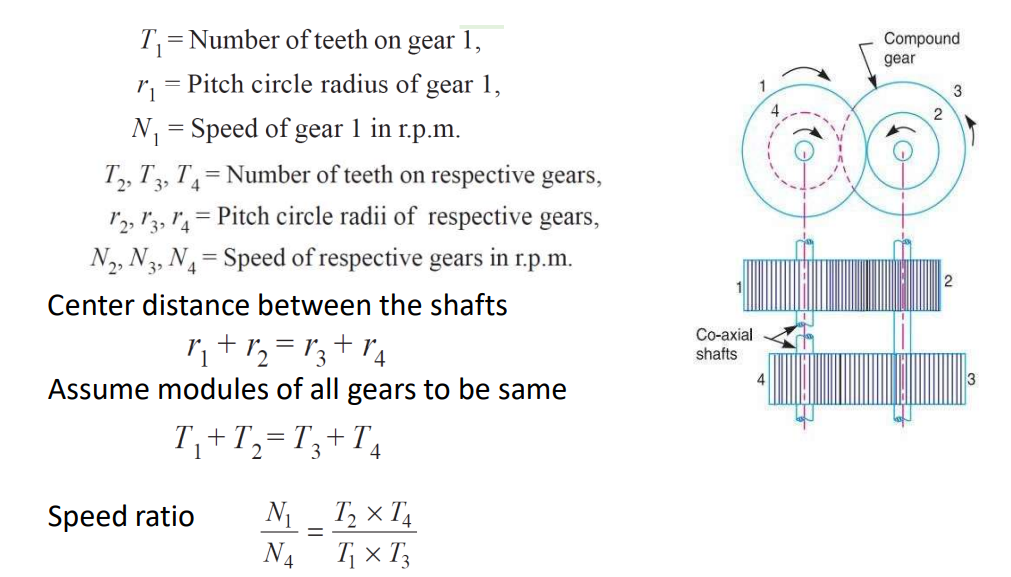 T₁ = Number of teeth on gear 1,
r₁ = Pitch circle radius of gear 1,
N₁ = Speed of gear 1 in r.p.m.
T₂, T₃, T₄ = Number of teeth on respective gears,
r₂, r₃, r₄ = Pitch circle radii of respective gears,
N₂, N₃, N₄ = Speed of respective gears in r.p.m.
Center distance between the shafts
r₁ + r₂ = r₃ + r₄
Assume modules of all gears to be same
T₁ + T₂ = T₃ + T₄
Speed ratio N₁/N₄ = (T₂ × T₄)/(T₁ × T₃)
Compound
gear
1
3
4
2
1
2
Co-axial
shafts
4
3